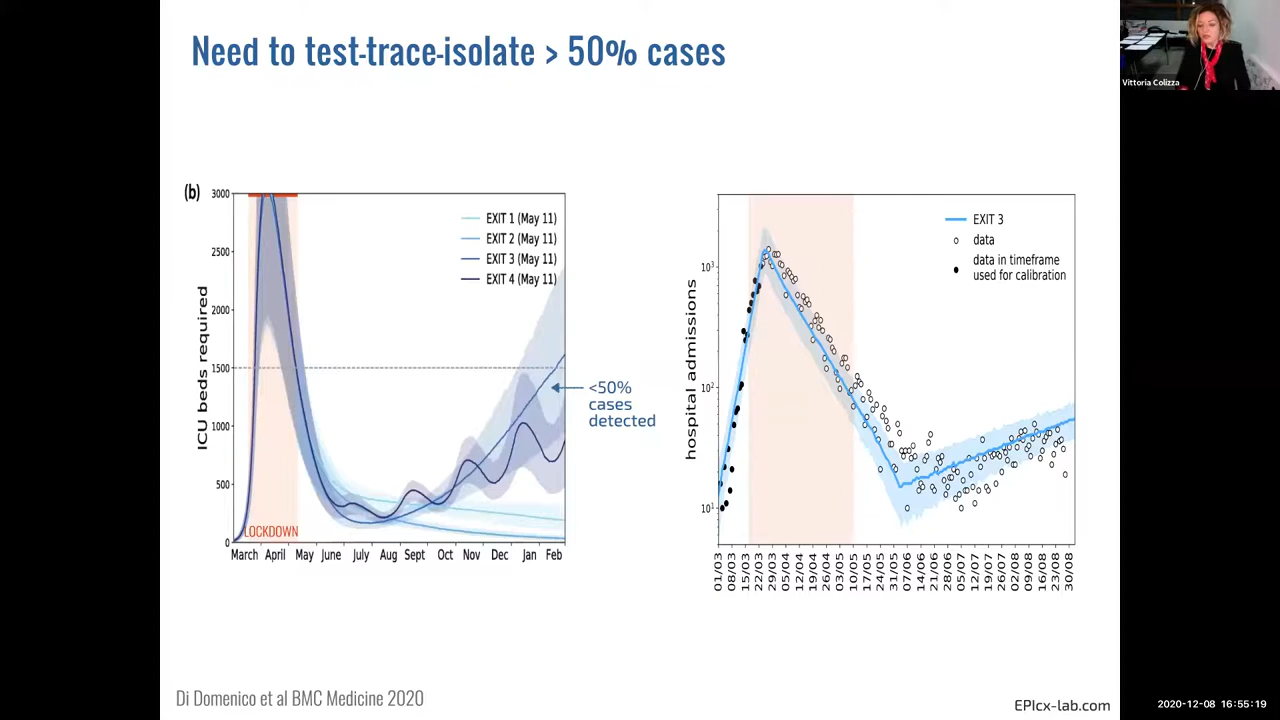 Need to test-trace-isolate > 50% cases
Vittoria Colizza
(b)
3000
2500
2000
1500
1000
500
0
ICU beds required
EXIT 1 (May 11)
EXIT 2 (May 11)
EXIT 3 (May 11)
EXIT 4 (May 11)
LOCKDOWN
March April May June July Aug Sept Oct Nov Dec Jan Feb
<50%
cases
detected
hospital admissions
10³
10²
10¹
EXIT 3
data
data in timeframe
used for calibration
01/03 08/03 15/03 22/03 29/03 05/04 12/04 19/04 26/04 03/05 10/05 17/05 24/05 31/05 07/06 14/06 21/06 28/06 05/07 12/07 19/07 26/07 02/08 09/08 16/08 23/08 30/08
Di Domenico et al BMC Medicine 2020
EPIcx-lab.com
2020-12-08 16:55:19